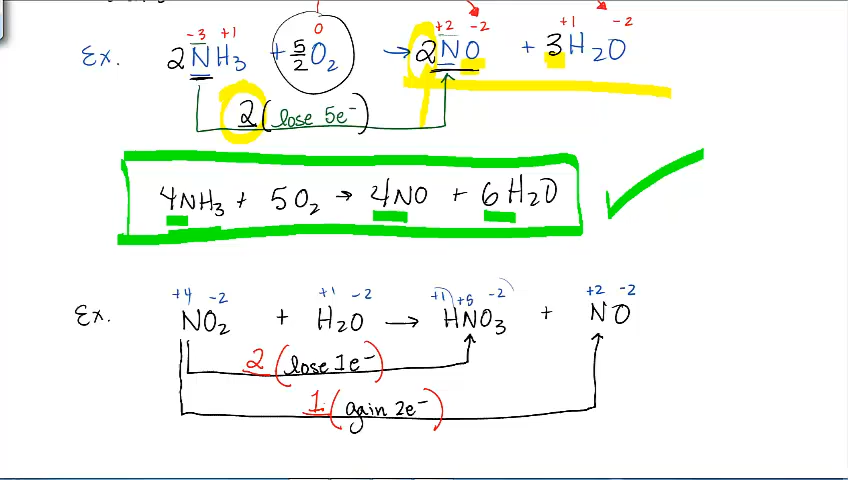 -3 +1 0 +2 -2 +1 -2
Ex. 2NH₃ + 5/2 O₂ → 2NO + 3H₂O
2 (lose 5e⁻)
4NH₃ + 5O₂ → 4NO + 6H₂O
+4 -2 +1 -2 +1 +5 -2 +2 -2
Ex. NO₂ + H₂O → HNO₃ + NO
2 (lose 1e⁻)
1 (gain 2e⁻)